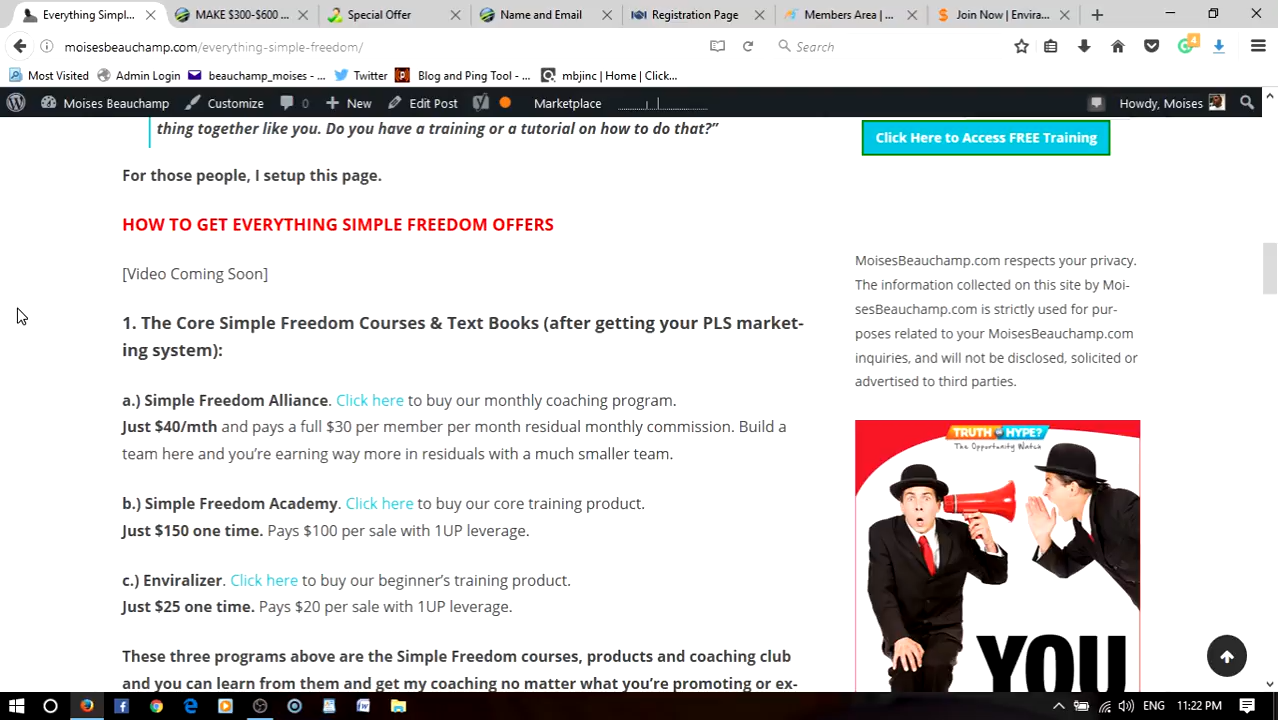 Everything Simpl...
MAKE $300-$600 ...
Special Offer
Name and Email
Registration Page
Members Area | ...
Join Now | Envira...
moisesbeauchamp.com/everything-simple-freedom/
Search
4
Most Visited
Admin Login
beauchamp_moises - ...
Twitter
Blog and Ping Tool - ...
mbjinc | Home | Click...
Moises Beauchamp
Customize
0
New
Edit Post
Marketplace
Howdy, Moises
thing together like you. Do you have a training or a tutorial on how to do that?”
For those people, I setup this page.
HOW TO GET EVERYTHING SIMPLE FREEDOM OFFERS
[Video Coming Soon]
1. The Core Simple Freedom Courses & Text Books (after getting your PLS market-
ing system):
a.) Simple Freedom Alliance. Click here to buy our monthly coaching program.
Just $40/mth and pays a full $30 per member per month residual monthly commission. Build a
team here and you’re earning way more in residuals with a much smaller team.
b.) Simple Freedom Academy. Click here to buy our core training product.
Just $150 one time. Pays $100 per sale with 1UP leverage.
c.) Enviralizer. Click here to buy our beginner’s training product.
Just $25 one time. Pays $20 per sale with 1UP leverage.
These three programs above are the Simple Freedom courses, products and coaching club
and you can learn from them and get my coaching no matter what you’re promoting or ex-
Click Here to Access FREE Training
MoisesBeauchamp.com respects your privacy.
The information collected on this site by Moi-
sesBeauchamp.com is strictly used for pur-
poses related to your MoisesBeauchamp.com
inquiries, and will not be disclosed, solicited or
advertised to third parties.
TRUTH OR HYPE?
The Opportunity Watch
YOU
ENG
11:22 PM